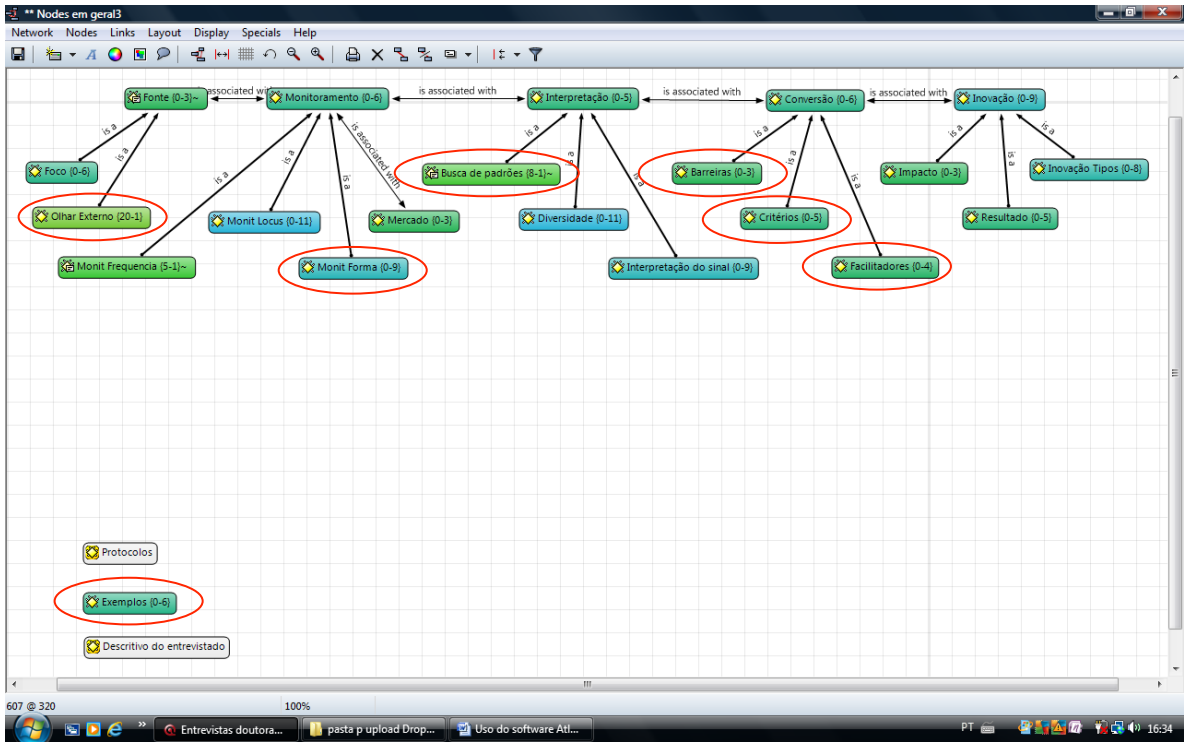 ** Nodes em geral3
Network Nodes Links Layout Display Specials Help
Fonte {0-3}~
associated with
Monitoramento {0-6}
is associated with
Interpretação {0-5}
is associated with
Conversão {0-6}
is associated with
Inovação {0-9}
is a
is a
is a
is a
is a
is associated with
is a
is a
is a
is a
is a
is a
is a
is a
is a
Foco {0-6}
Busca de padrões {8-1}~
Barreiras {0-3}
Impacto {0-3}
Inovação Tipos {0-8}
Olhar Externo {20-1}
Monit Locus {0-11}
Mercado {0-3}
Diversidade {0-11}
Critérios {0-5}
Resultado {0-5}
Monit Frequencia {5-1}~
Monit Forma {0-9}
Interpretação do sinal {0-9}
Facilitadores {0-4}
Protocolos
Exemplos {0-6}
Descritivo do entrevistado
607 @ 320
100%
Entrevistas doutora...
pasta p upload Drop...
Uso do software Atl...
PT
16:34